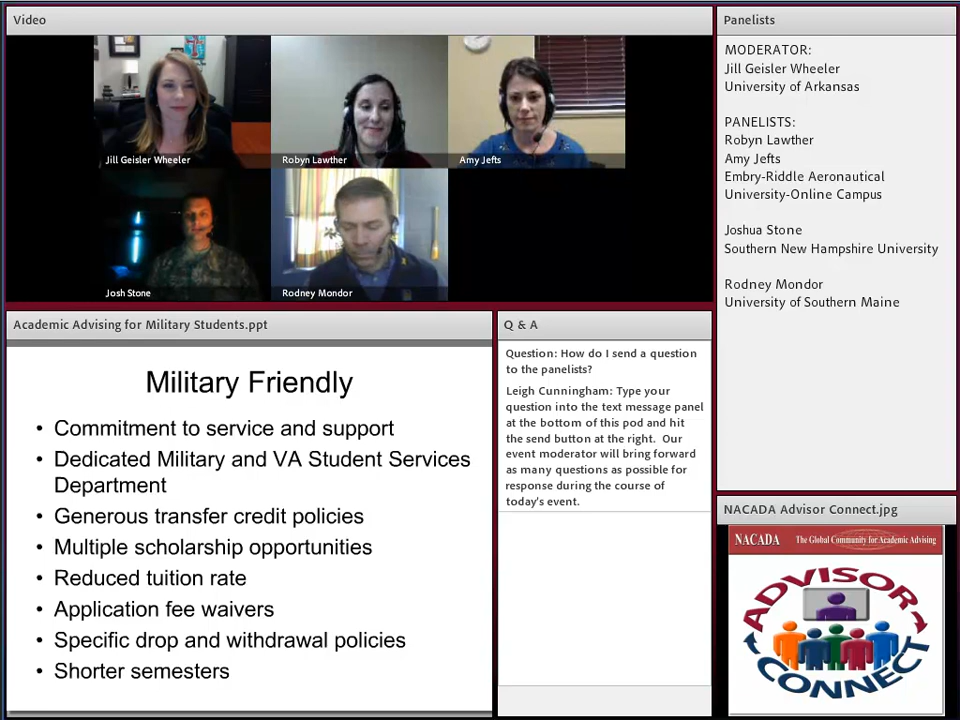 Video
Jill Geisler Wheeler
Robyn Lawther
Amy Jefts
Josh Stone
Rodney Mondor
Panelists
MODERATOR:
Jill Geisler Wheeler
University of Arkansas
PANELISTS:
Robyn Lawther
Amy Jefts
Embry-Riddle Aeronautical
University-Online Campus
Joshua Stone
Southern New Hampshire University
Rodney Mondor
University of Southern Maine
Academic Advising for Military Students.ppt
Military Friendly
• Commitment to service and support
• Dedicated Military and VA Student Services
Department
• Generous transfer credit policies
• Multiple scholarship opportunities
• Reduced tuition rate
• Application fee waivers
• Specific drop and withdrawal policies
• Shorter semesters
Q & A
Question: How do I send a question
to the panelists?
Leigh Cunningham: Type your
question into the text message panel
at the bottom of this pod and hit
the send button at the right.  Our
event moderator will bring forward
as many questions as possible for
response during the course of
today's event.
NACADA Advisor Connect.jpg
NACADA The Global Community for Academic Advising
ADVISOR
CONNECT